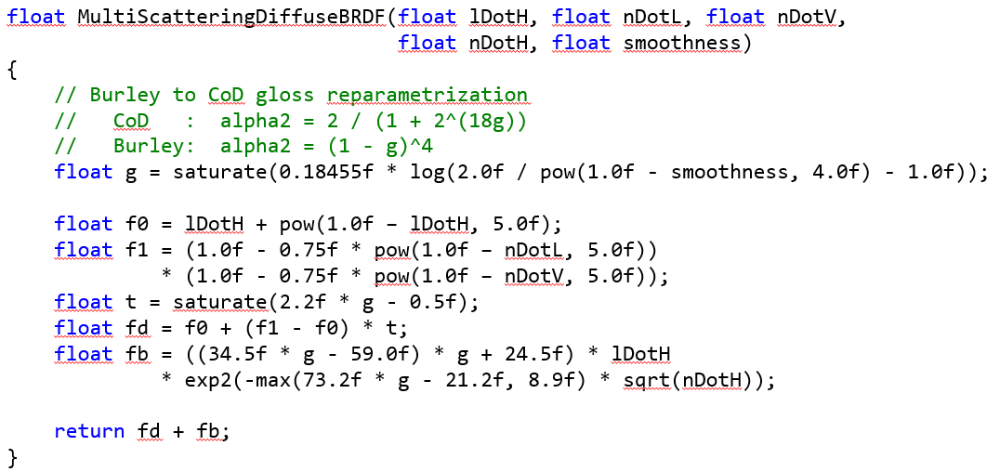 float MultiScatteringDiffuseBRDF(float lDotH, float nDotL, float nDotV,
                                 float nDotH, float smoothness)
{
    // Burley to CoD gloss reparametrization
    //   CoD   :  alpha2 = 2 / (1 + 2^(18g))
    //   Burley:  alpha2 = (1 - g)^4
    float g = saturate(0.18455f * log(2.0f / pow(1.0f - smoothness, 4.0f) - 1.0f));

    float f0 = lDotH + pow(1.0f – lDotH, 5.0f);
    float f1 = (1.0f - 0.75f * pow(1.0f – nDotL, 5.0f))
             * (1.0f - 0.75f * pow(1.0f – nDotV, 5.0f));
    float t = saturate(2.2f * g - 0.5f);
    float fd = f0 + (f1 - f0) * t;
    float fb = ((34.5f * g - 59.0f) * g + 24.5f) * lDotH
             * exp2(-max(73.2f * g - 21.2f, 8.9f) * sqrt(nDotH));

    return fd + fb;
}